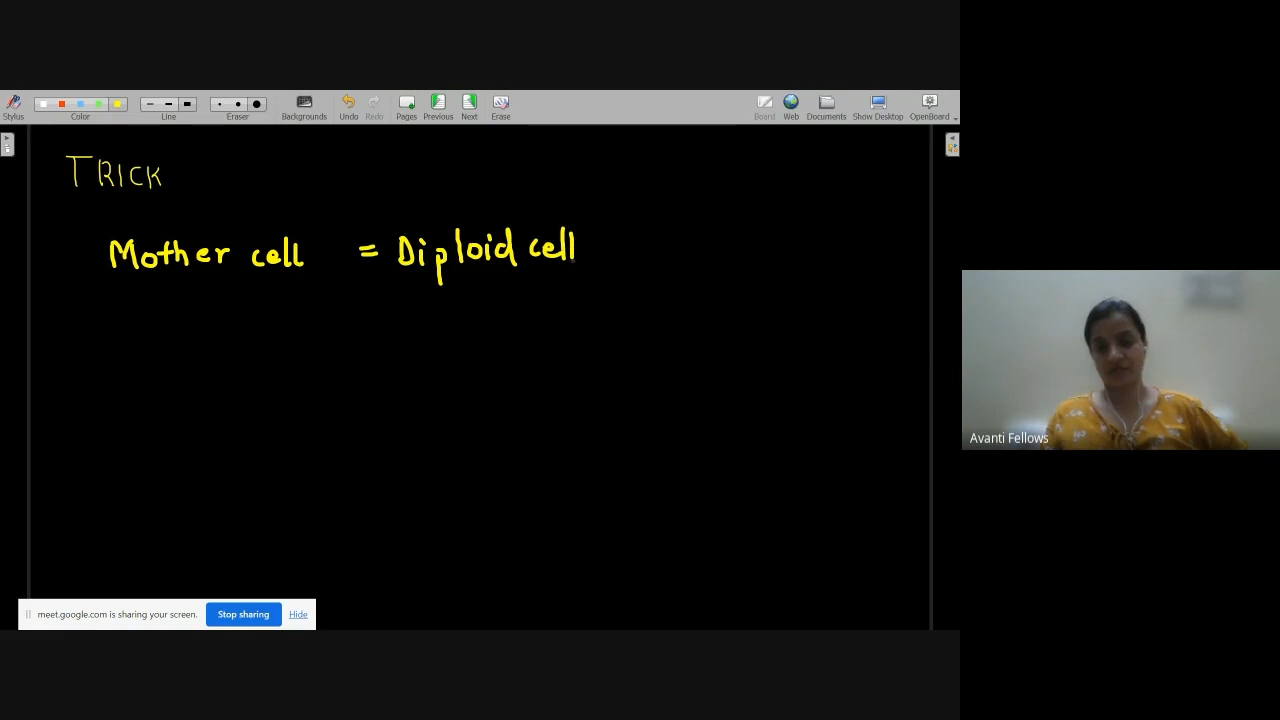 Stylus Color Line Eraser Backgrounds Undo Redo Pages Previous Next Erase Board Web Documents Show Desktop OpenBoard
TRICK
Mother cell = Diploid cell
Avanti Fellows
meet.google.com is sharing your screen. Stop sharing Hide